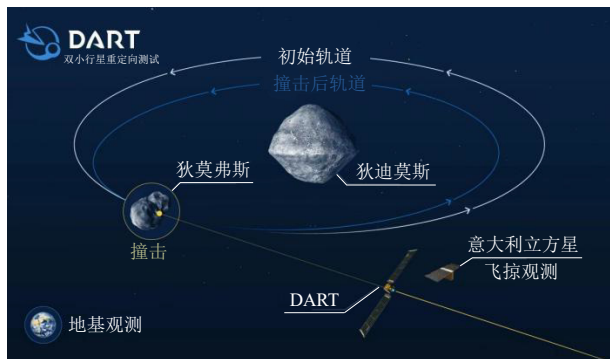 DART
双小行星重定向测试
初始轨道
撞击后轨道
狄莫弗斯
狄迪莫斯
撞击
意大利立方星
飞掠观测
DART
地基观测